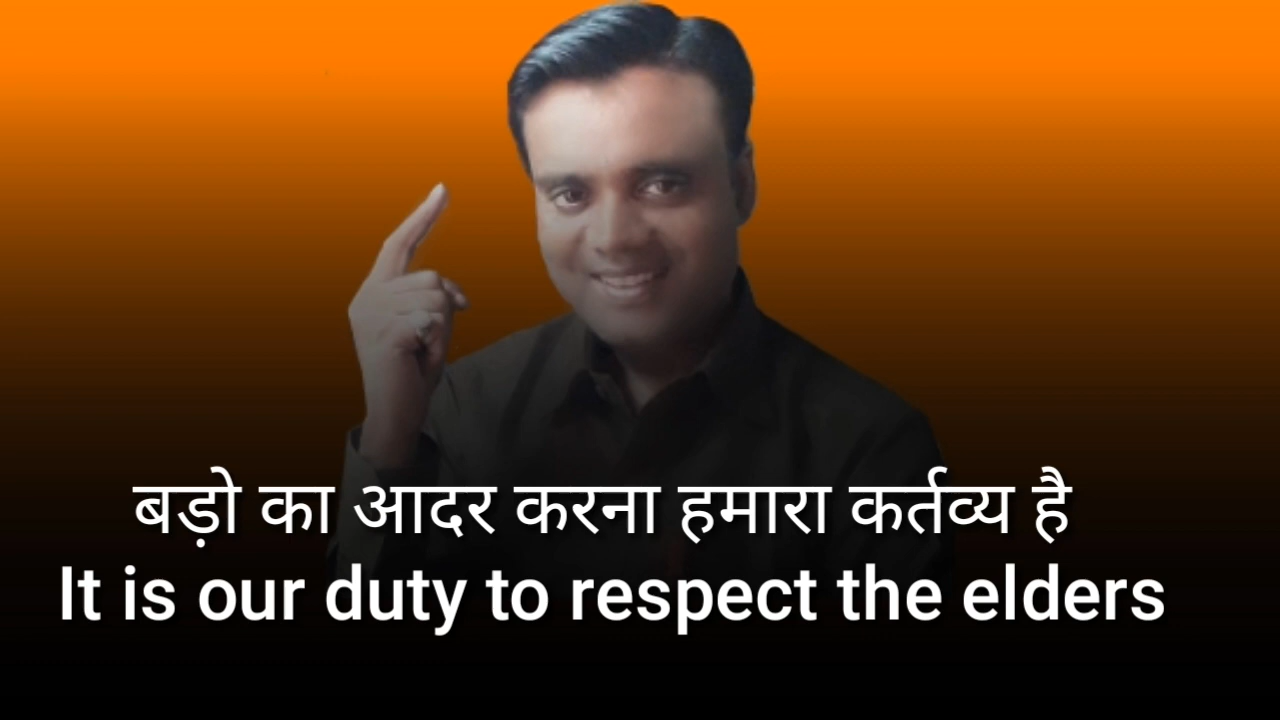 बड़ो का आदर करना हमारा कर्तव्य है
It is our duty to respect the elders